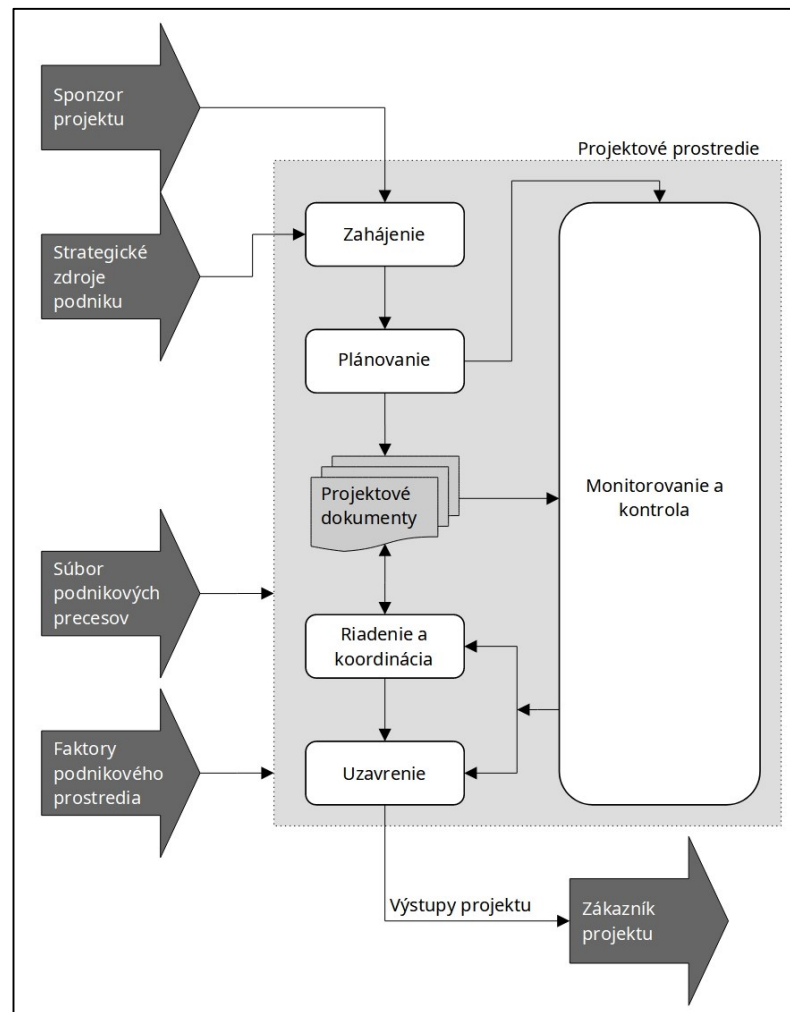 Sponzor
projektu
Projektové prostredie
Zahájenie
Strategické
zdroje
podniku
Plánovanie
Projektové
dokumenty
Monitorovanie a
kontrola
Súbor
podnikových
precesov
Riadenie a
koordinácia
Faktory
podnikového
prostredia
Uzavrenie
Výstupy projektu
Zákazník
projektu